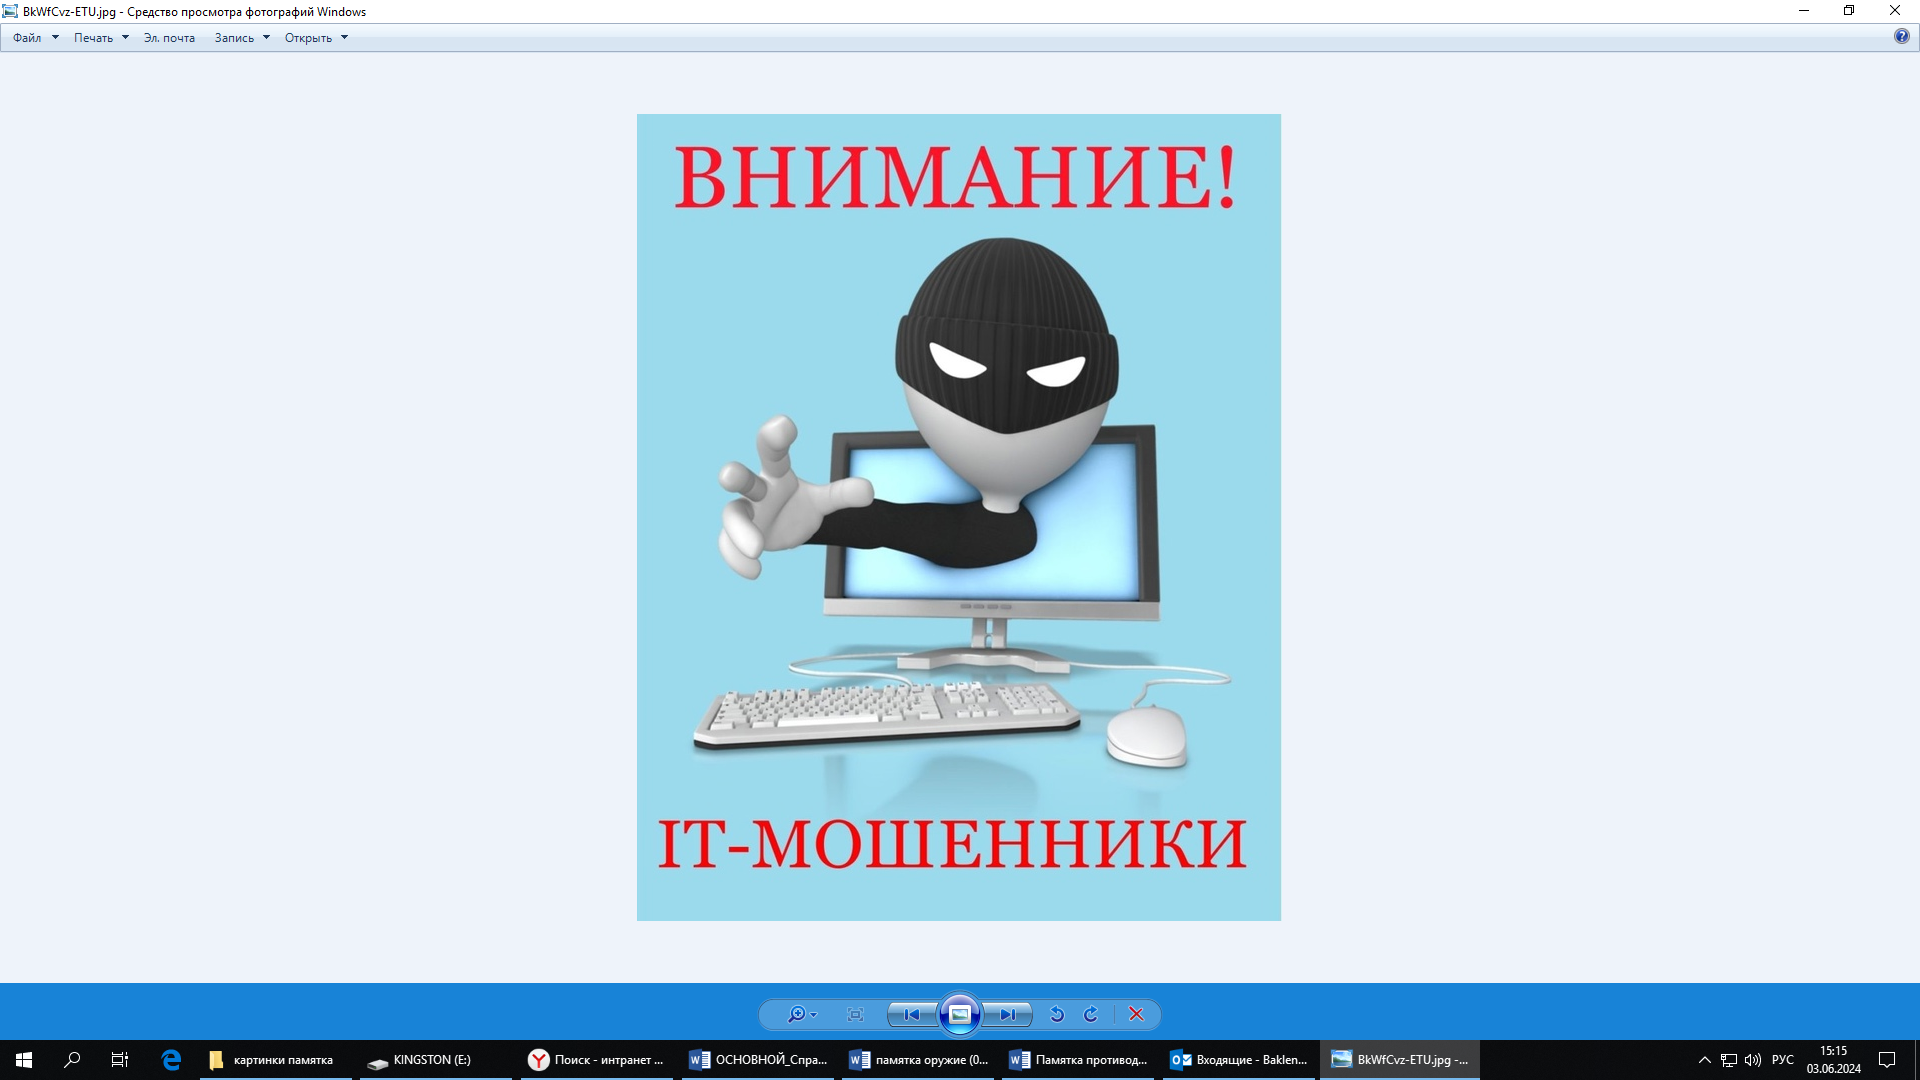 BkWfCvz-ETU.jpg - Средство просмотра фотографий Windows
Файл Печать Эл. почта Запись Открыть
ВНИМАНИЕ!
IT-МОШЕННИКИ
картинки памятка
KINGSTON (E:)
Поиск - интранет ...
ОСНОВНОЙ_Спра...
памятка оружие (0...
Памятка противод...
Входящие - Baklen...
BkWfCvz-ETU.jpg -...
РУС
15:15
03.06.2024